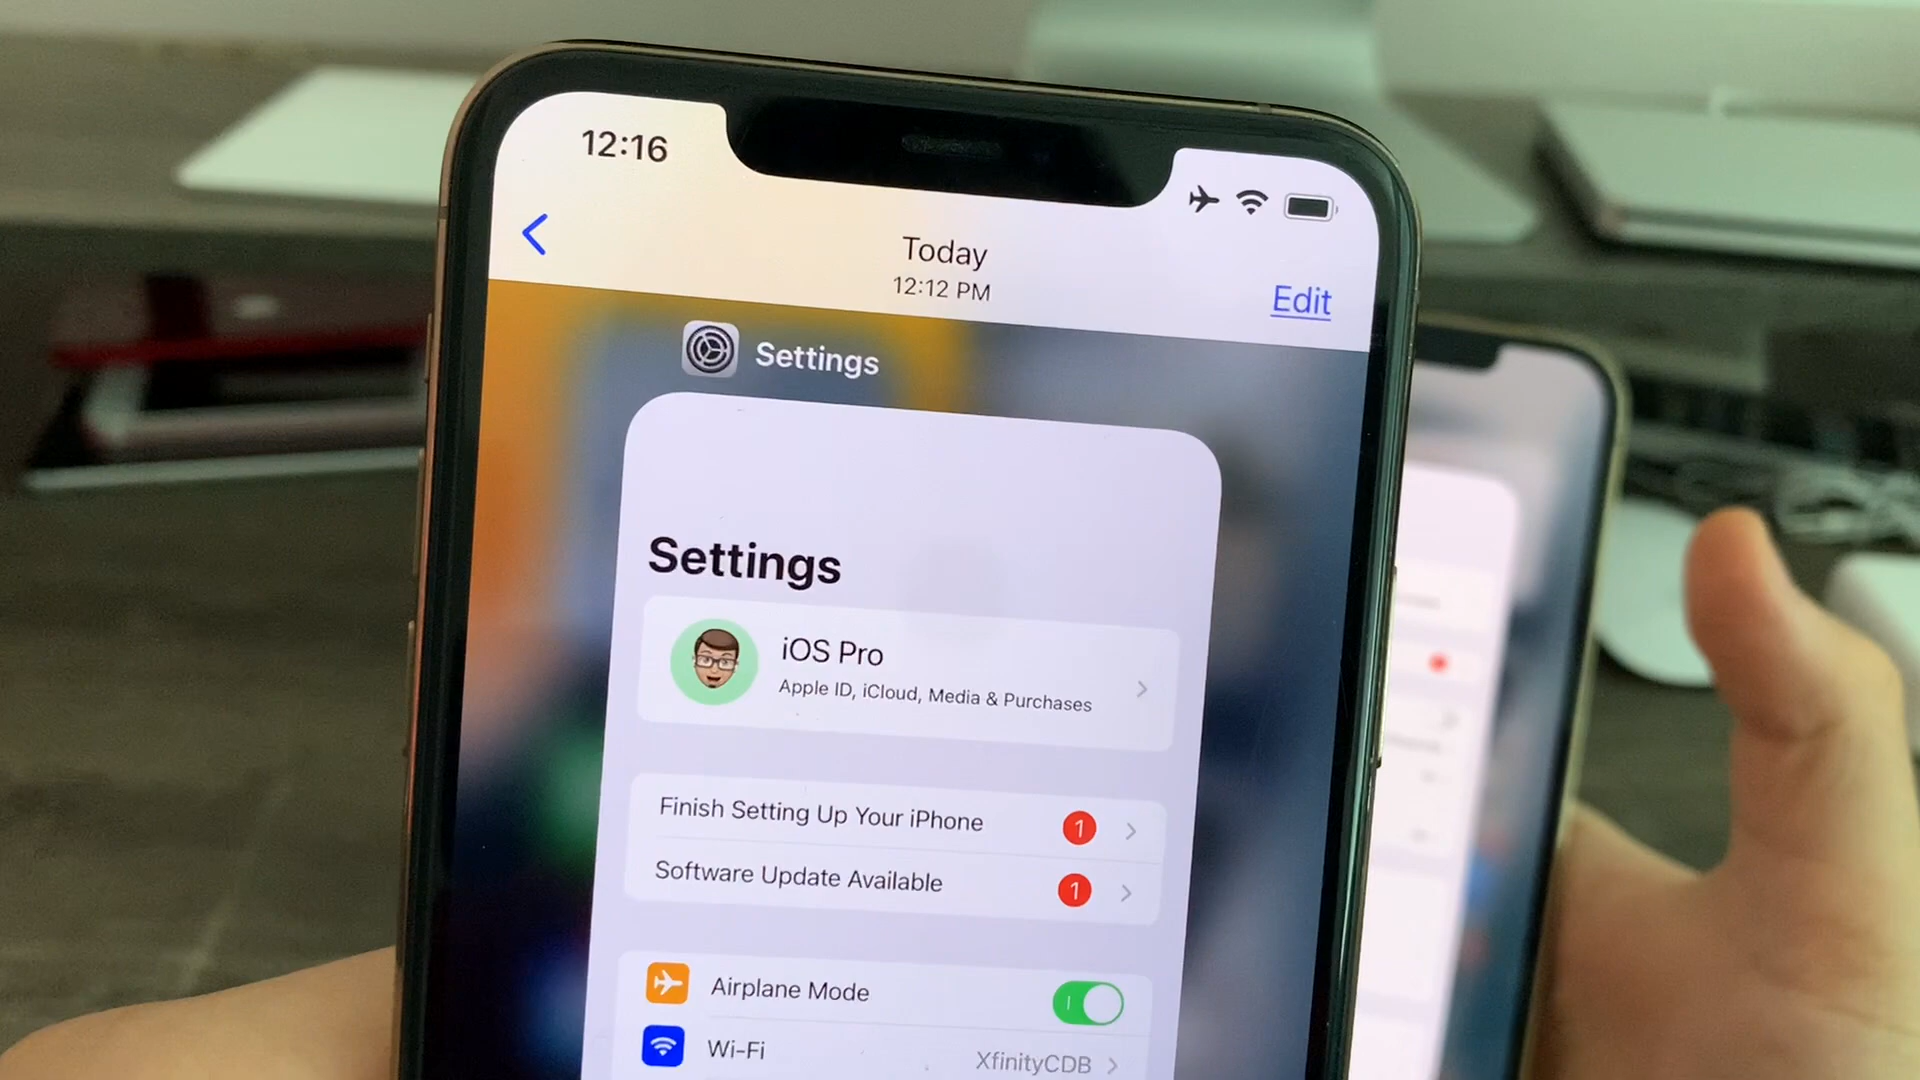 12:16
Today
12:12 PM
Edit
Settings
Settings
iOS Pro
Apple ID, iCloud, Media & Purchases
Finish Setting Up Your iPhone 1
Software Update Available 1
Airplane Mode
Wi-Fi XfinityCDB